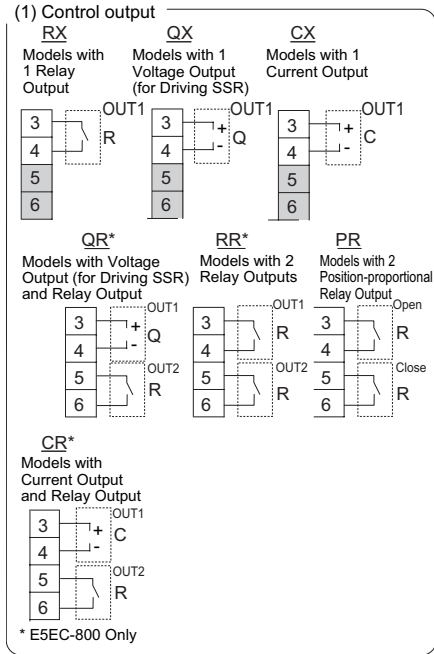 (1) Control output
RX
Models with
1 Relay
Output
OUT1
3
4
5
6
R
QX
Models with 1
Voltage Output
(for Driving SSR)
OUT1
3
4
5
6
+
-
Q
CX
Models with 1
Current Output
OUT1
3
4
5
6
+
-
C
QR*
Models with Voltage
Output (for Driving SSR)
and Relay Output
OUT1
3
4
+
-
Q
OUT2
5
6
R
RR*
Models with 2
Relay Outputs
OUT1
3
4
R
OUT2
5
6
R
PR
Models with 2
Position-proportional
Relay Output
Open
3
4
R
Close
5
6
R
CR*
Models with
Current Output
and Relay Output
OUT1
3
4
+
-
C
OUT2
5
6
R
* E5EC-800 Only